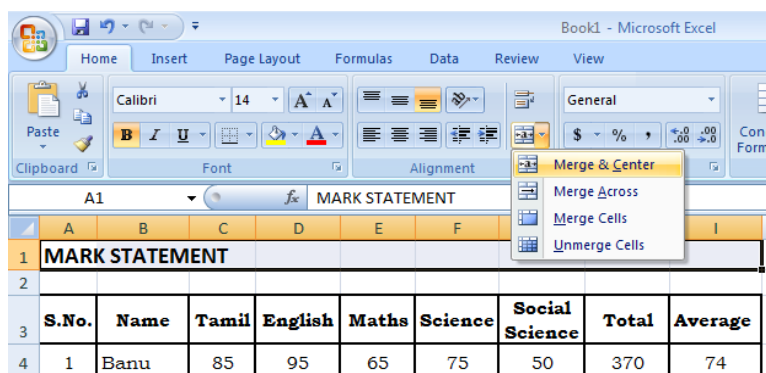 Book1 - Microsoft Excel
Home Insert Page Layout Formulas Data Review View
Calibri 14 A A General
Paste B I U A $ % , .00 .0
Clipboard Font Alignment
Merge & Center
Merge Across
Merge Cells
Unmerge Cells
A1 fx MARK STATEMENT
A B C D E F I
1 MARK STATEMENT
2
3 S.No. Name Tamil English Maths Science Social Science Total Average
4 1 Banu 85 95 65 75 50 370 74